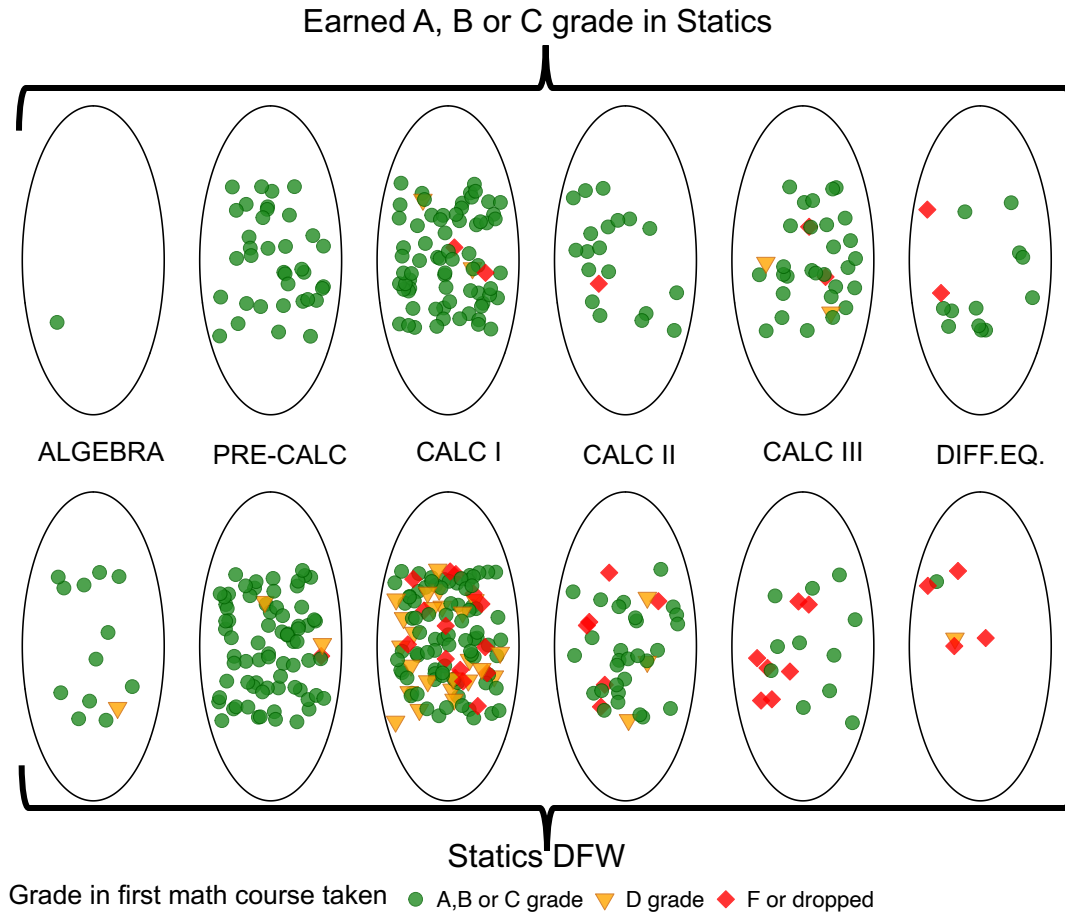 Earned A, B or C grade in Statics
ALGEBRA PRE-CALC CALC I CALC II CALC III DIFF.EQ.
Statics DFW
Grade in first math course taken A,B or C grade D grade F or dropped